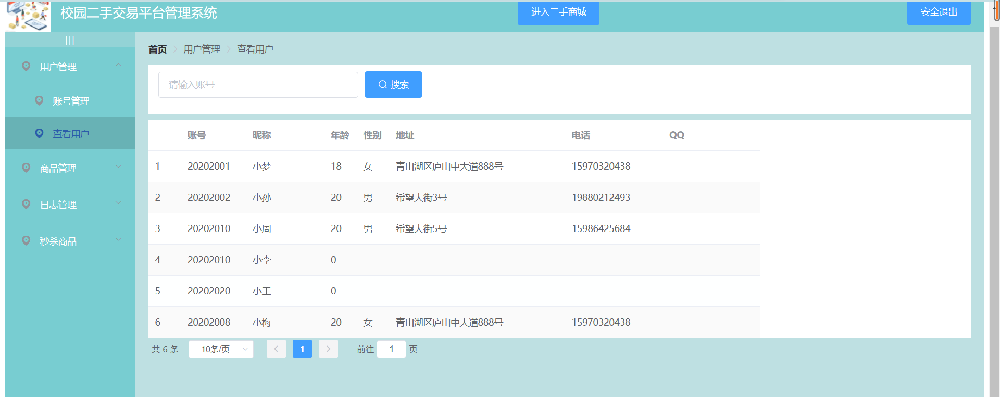 校园二手交易平台管理系统
进入二手商城
安全退出
用户管理
账号管理
查看用户
商品管理
日志管理
秒杀商品
首页 用户管理 查看用户
请输入账号 搜索
账号 昵称 年龄 性别 地址 电话 QQ
1 20202001 小梦 18 女 青山湖区庐山中大道888号 15970320438
2 20202002 小孙 20 男 希望大街3号 19880212493
3 20202010 小周 20 男 希望大街5号 15986425684
4 20202010 小李 0
5 20202020 小王 0
6 20202008 小梅 20 女 青山湖区庐山中大道888号 15970320438
共 6 条 10条/页 1 前往 1 页